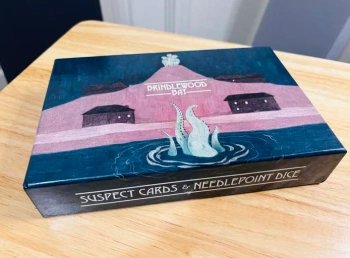 BRINDLEWOOD
BAY
SUSPECT CARDS & NEEDLEPOINT DICE